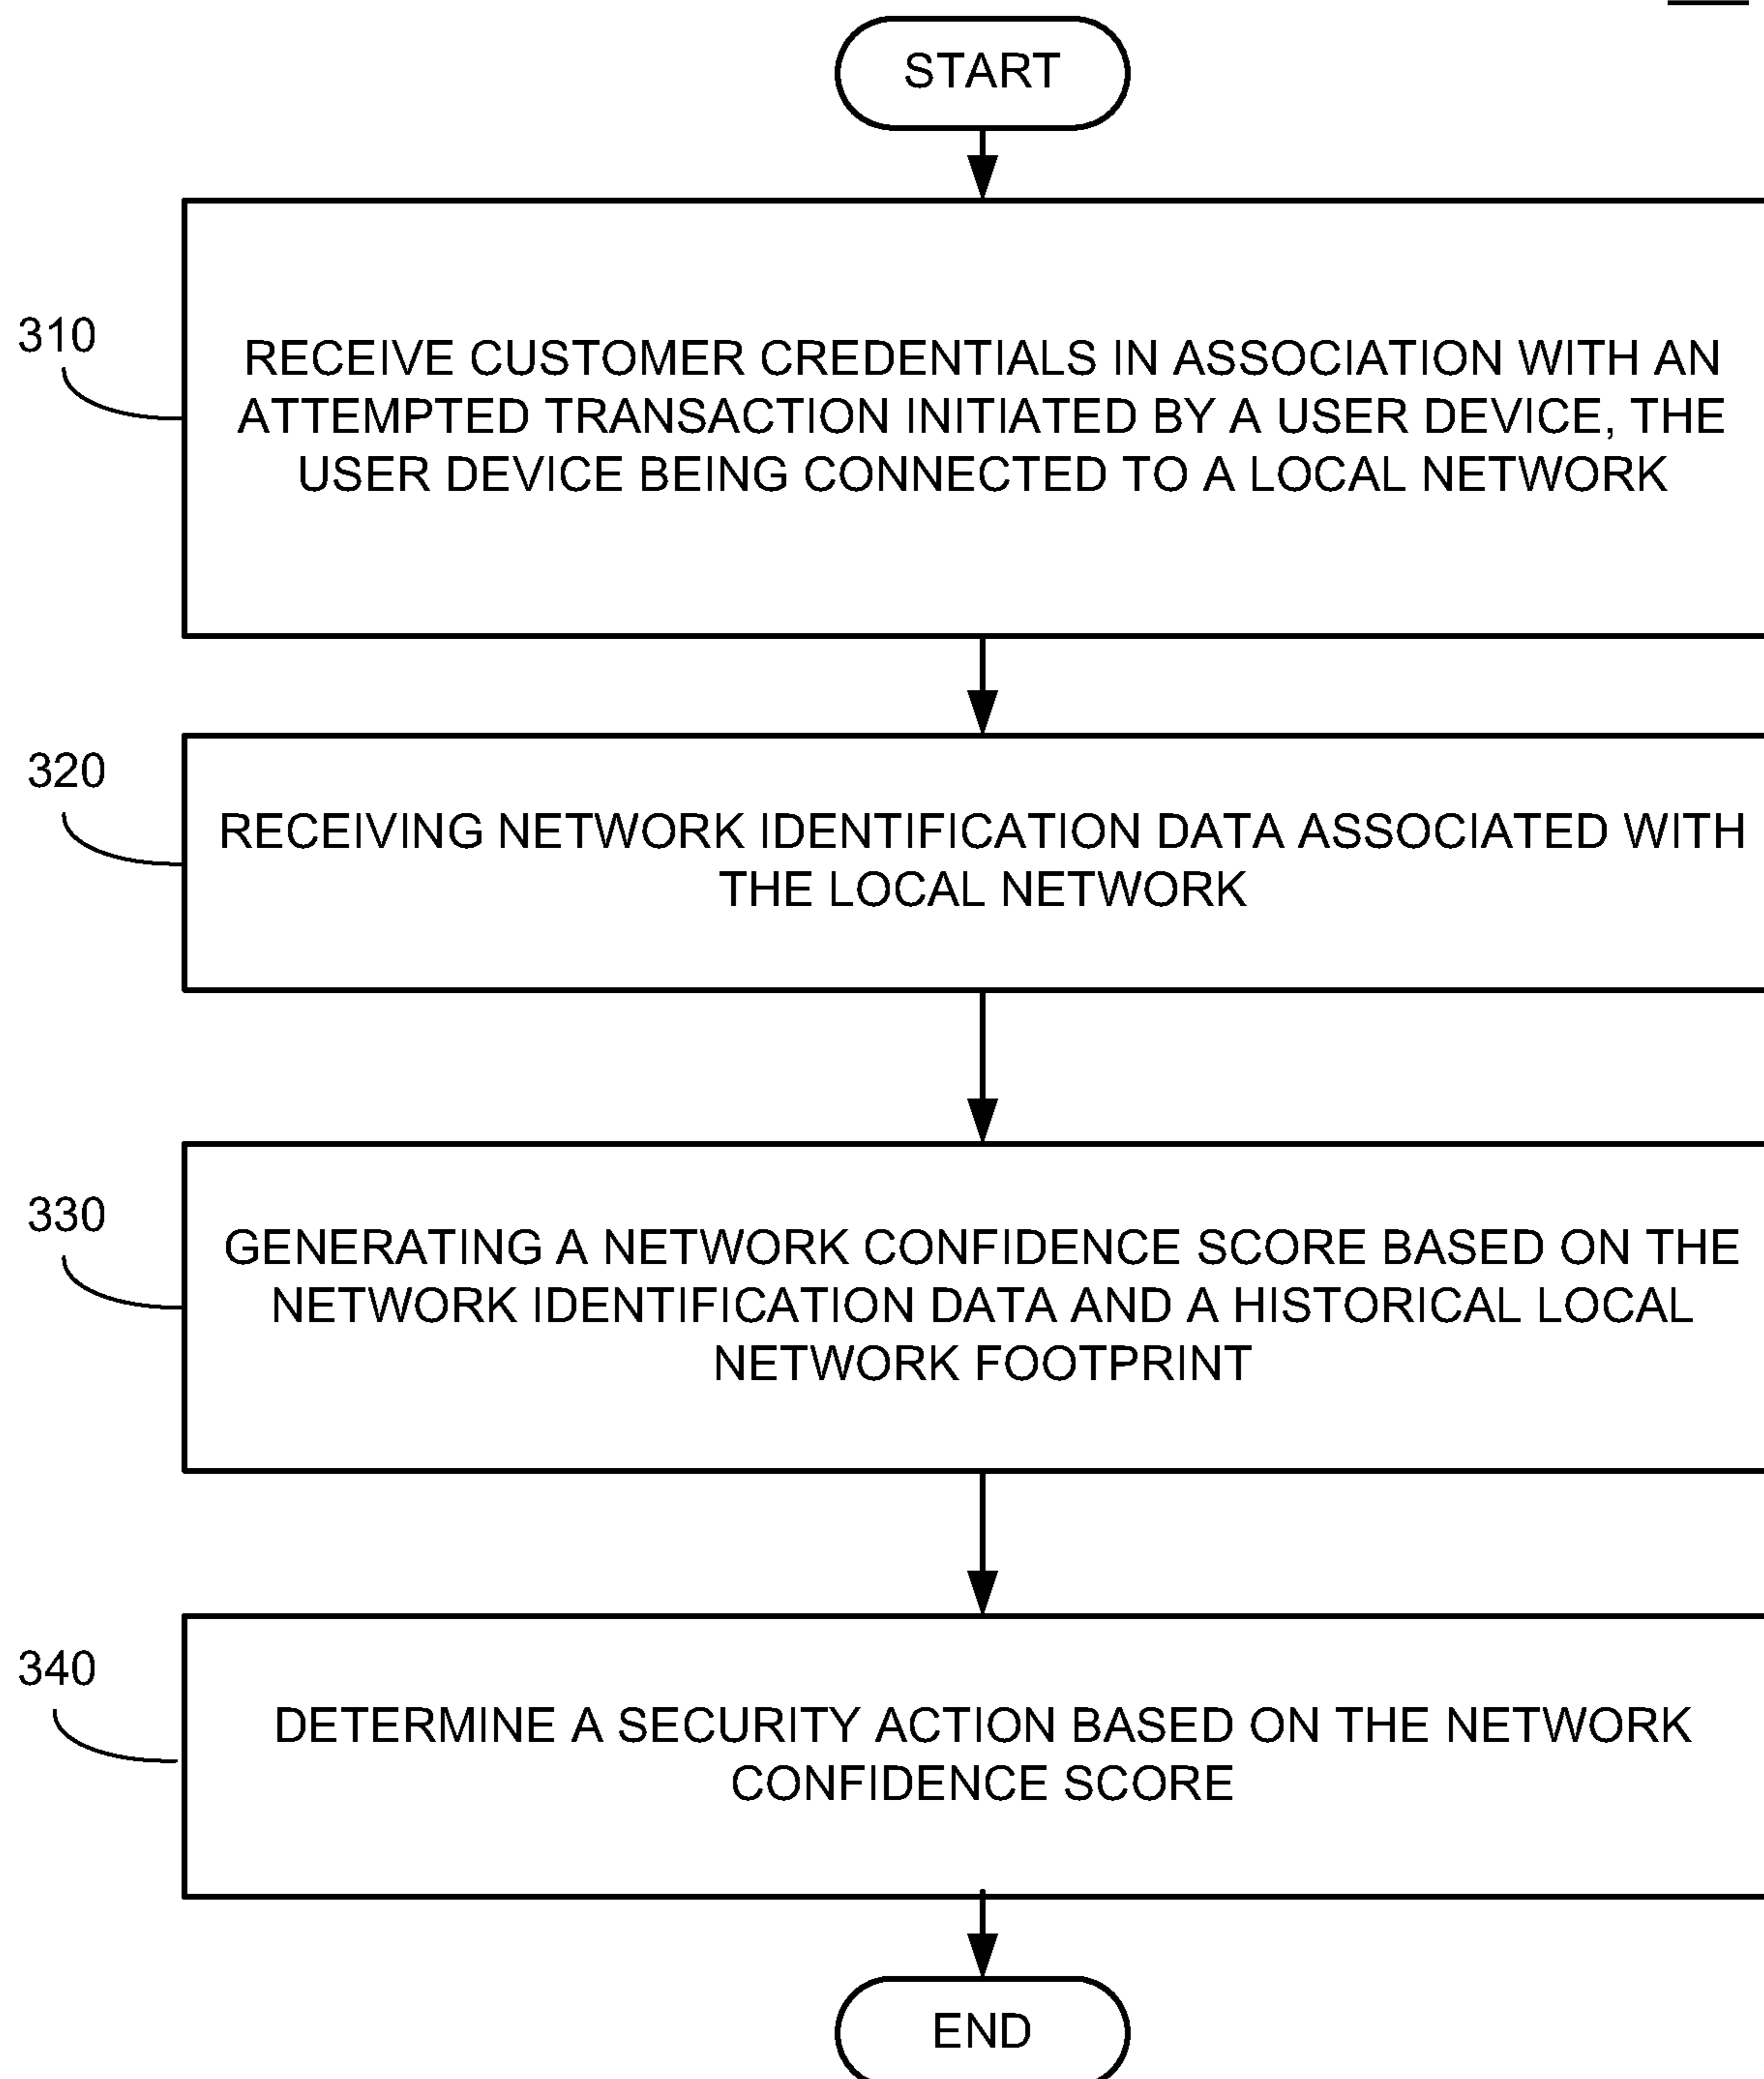 START
310
RECEIVE CUSTOMER CREDENTIALS IN ASSOCIATION WITH AN
ATTEMPTED TRANSACTION INITIATED BY A USER DEVICE, THE
USER DEVICE BEING CONNECTED TO A LOCAL NETWORK
320
RECEIVING NETWORK IDENTIFICATION DATA ASSOCIATED WITH
THE LOCAL NETWORK
330
GENERATING A NETWORK CONFIDENCE SCORE BASED ON THE
NETWORK IDENTIFICATION DATA AND A HISTORICAL LOCAL
NETWORK FOOTPRINT
340
DETERMINE A SECURITY ACTION BASED ON THE NETWORK
CONFIDENCE SCORE
END